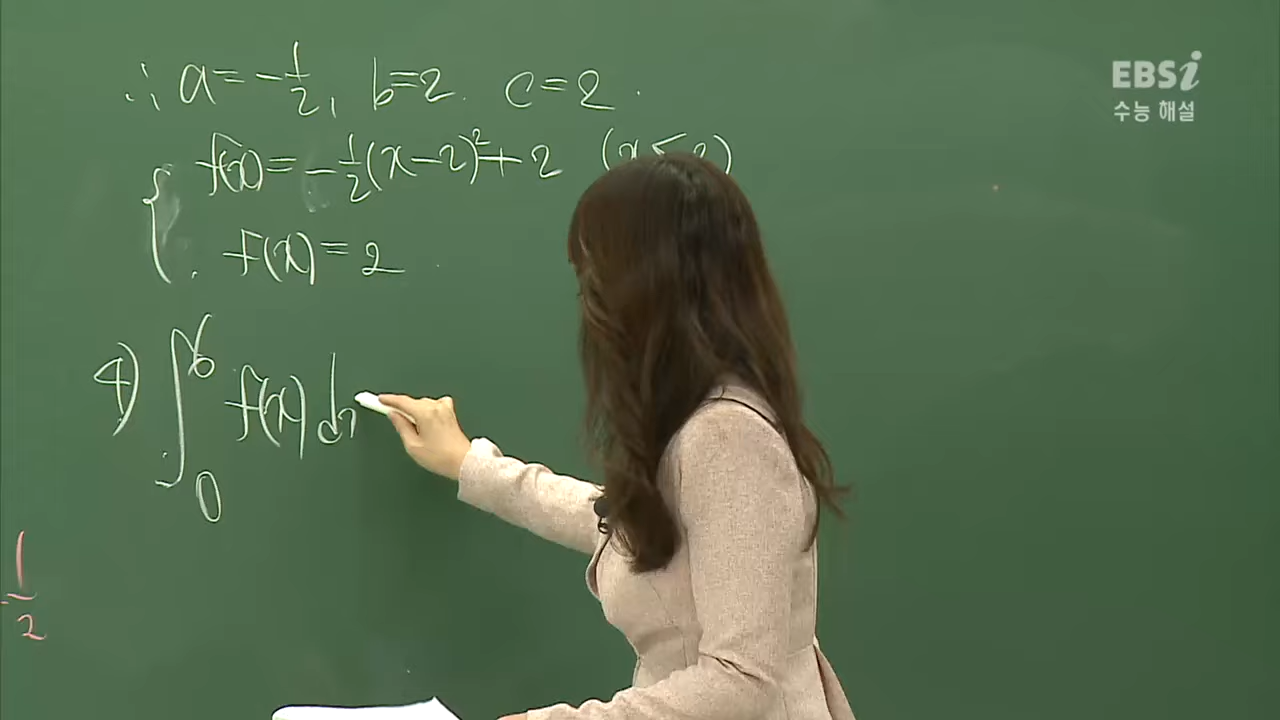 ∴ a=-1/2, b=2. c=2.
f(x)=-1/2(x-2)²+2
f(x)=2
4) ∫₀⁶ f(x)dx
1/2
EBSi
수능 해설